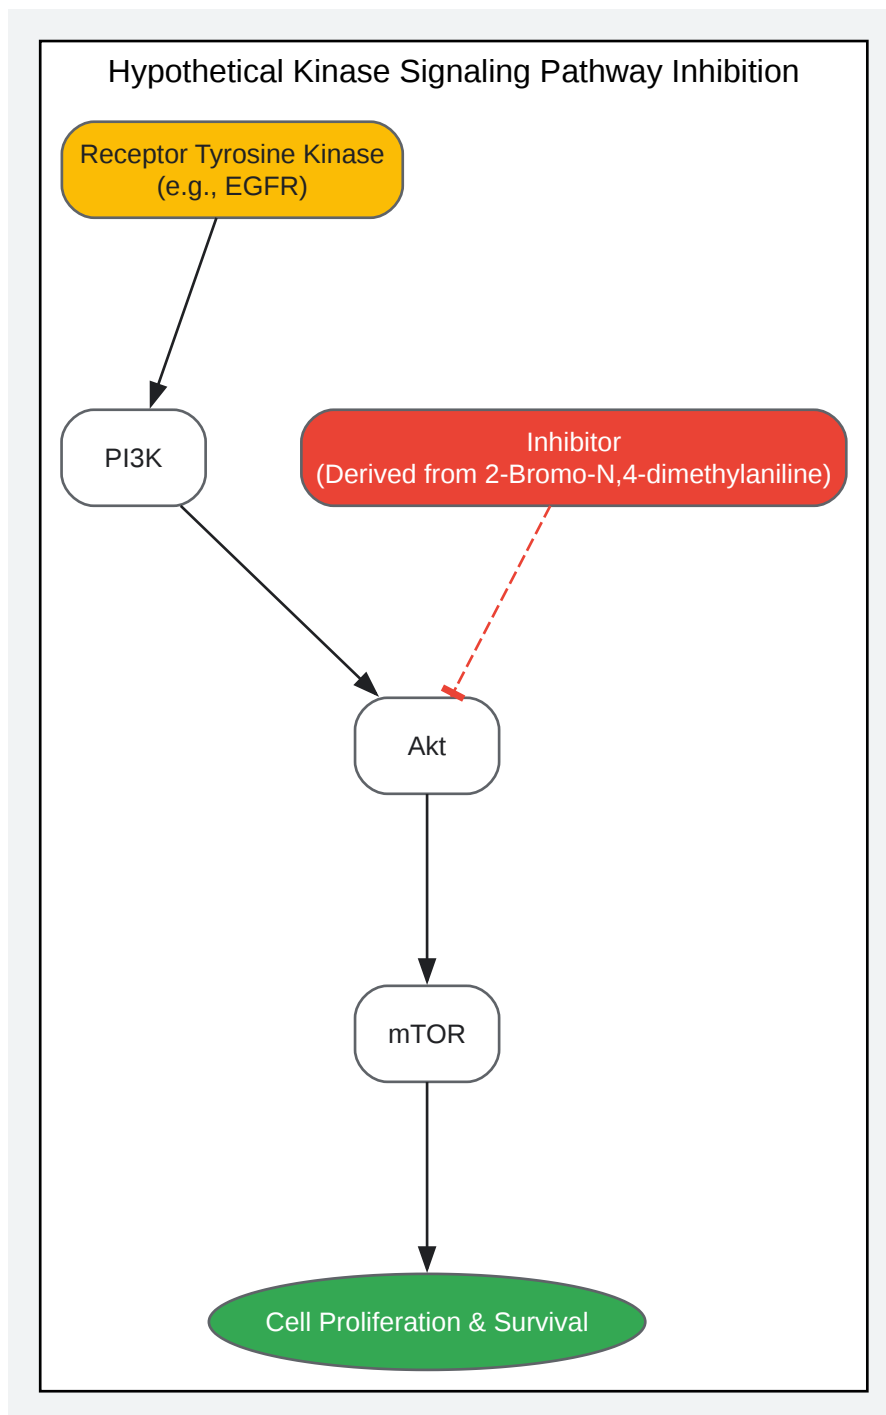 Hypothetical Kinase Signaling Pathway Inhibition
Receptor Tyrosine Kinase
(e.g., EGFR)
PI3K
Inhibitor
(Derived from 2-Bromo-N,4-dimethylaniline)
Akt
mTOR
Cell Proliferation & Survival